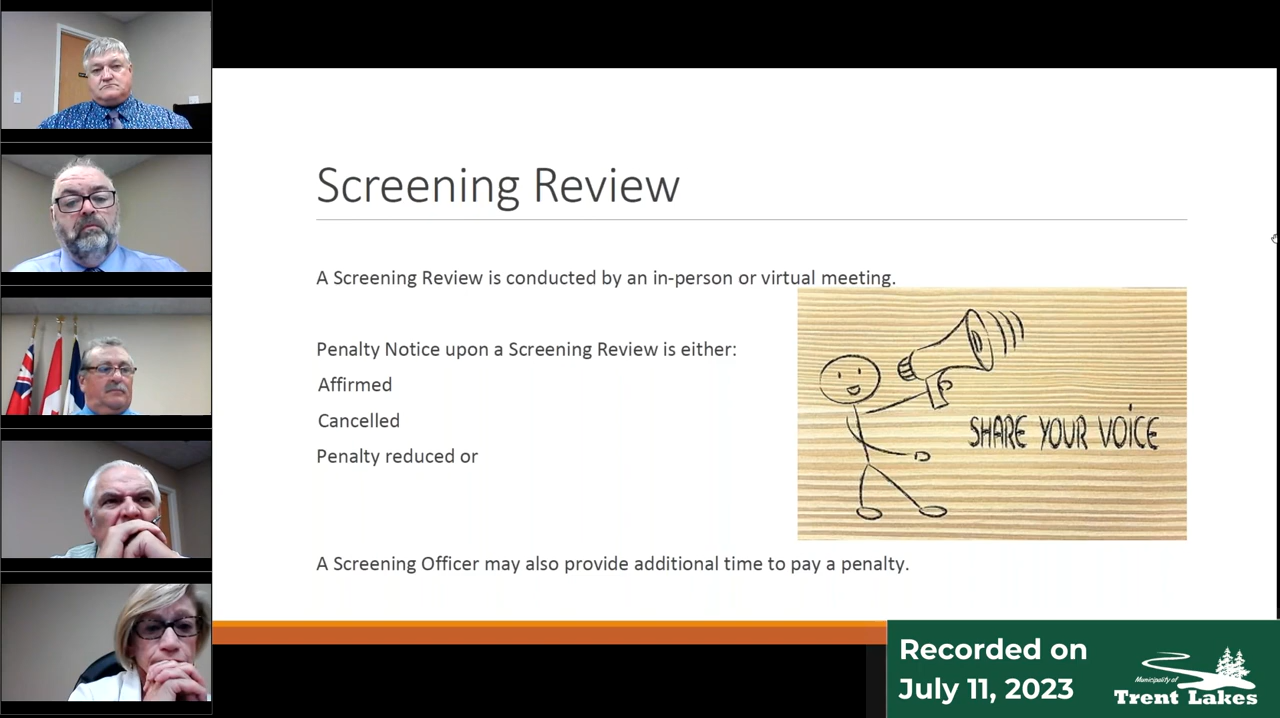 Screening Review
A Screening Review is conducted by an in-person or virtual meeting.
Penalty Notice upon a Screening Review is either:
Affirmed
Cancelled
Penalty reduced or
SHARE YOUR VOICE
A Screening Officer may also provide additional time to pay a penalty.
Recorded on
July 11, 2023
Municipality of
Trent Lakes